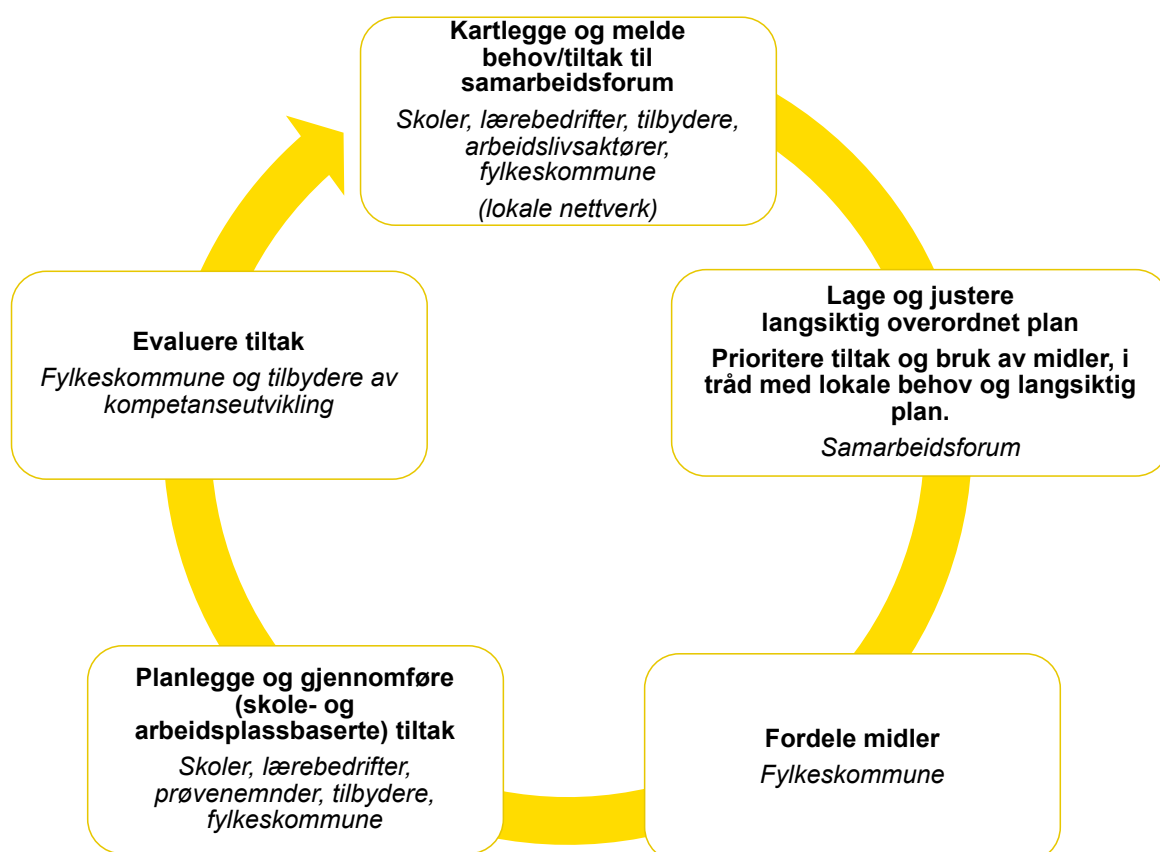 Kartlegge og melde
behov/tiltak til
samarbeidsforum
Skoler, lærebedrifter, tilbydere,
arbeidslivsaktører,
fylkeskommune
(lokale nettverk)
Lage og justere
langsiktig overordnet plan
Prioritere tiltak og bruk av midler, i
tråd med lokale behov og langsiktig
plan.
Samarbeidsforum
Fordele midler
Fylkeskommune
Planlegge og gjennomføre
(skole- og
arbeidsplassbaserte) tiltak
Skoler, lærebedrifter,
prøvenemnder, tilbydere,
fylkeskommune
Evaluere tiltak
Fylkeskommune og tilbydere av
kompetanseutvikling